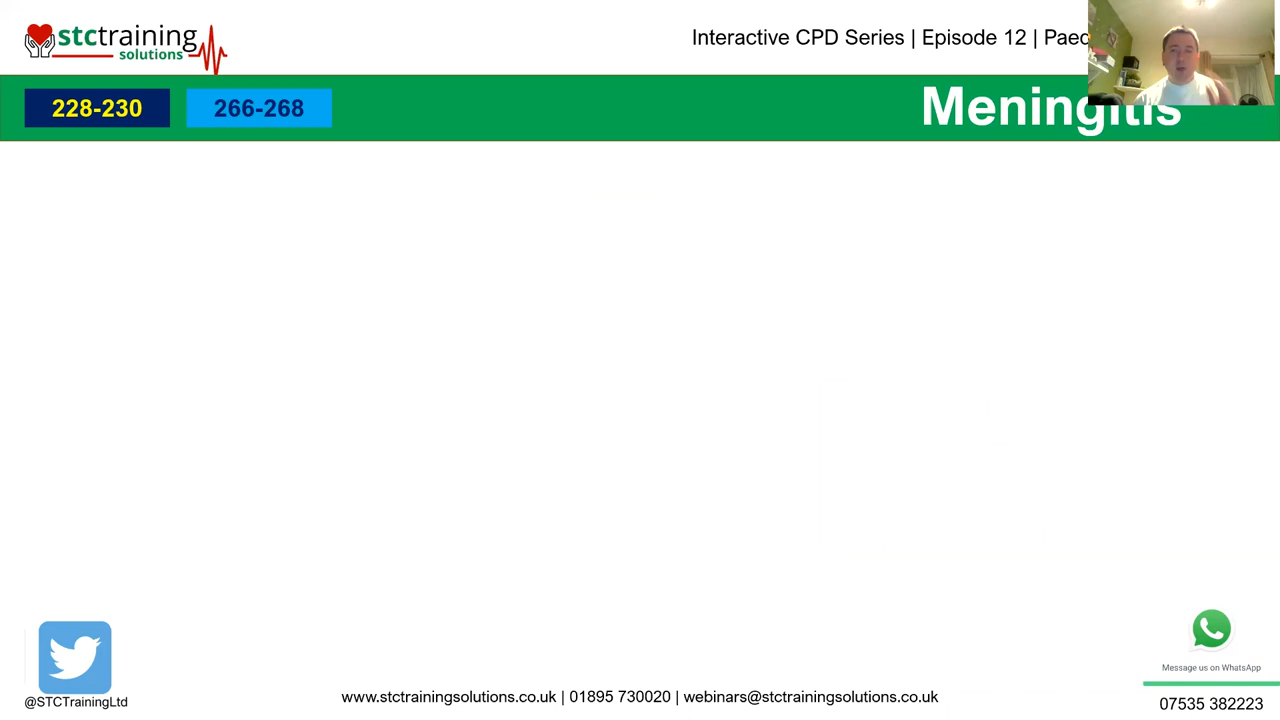 stctraining
solutions
Interactive CPD Series | Episode 12 |
228-230
266-268
Meningitis
@STCTrainingLtd
www.stctrainingsolutions.co.uk | 01895 730020 | webinars@stctrainingsolutions.co.uk
Message us on WhatsApp
07535 382223